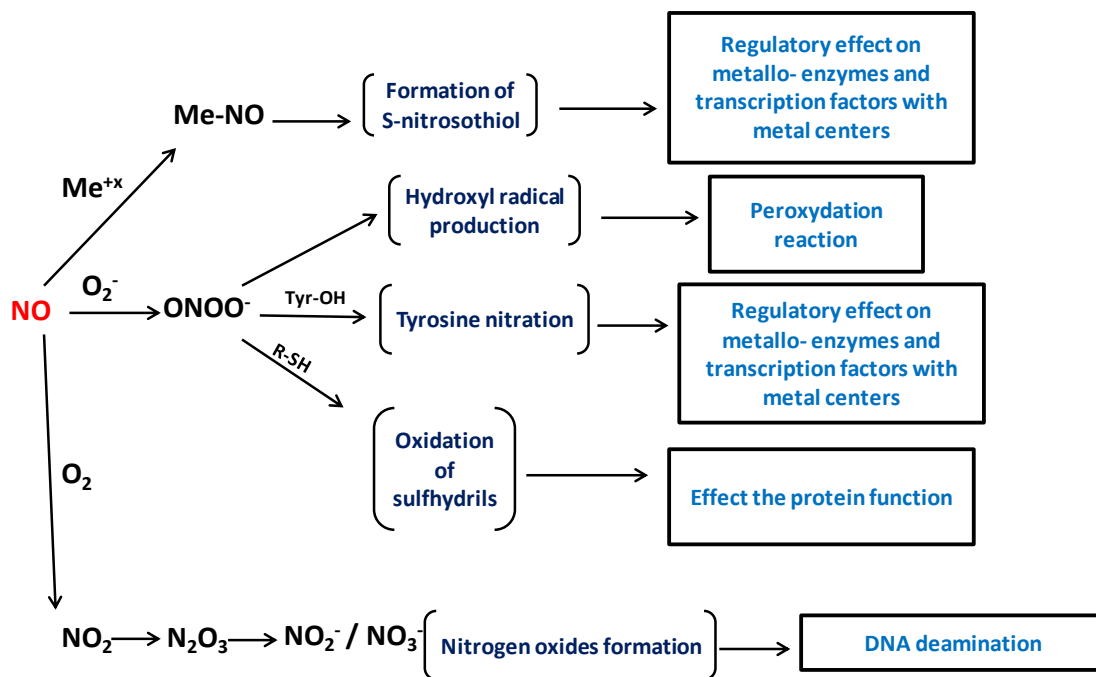 Regulatory effect on
metallo- enzymes and
transcription factors with
metal centers
Formation of
S-nitrosothiol
Me-NO
Me+x
Hydroxyl radical
production
Peroxydation
reaction
NO
O2-
ONOO-
Tyr-OH
Tyrosine nitration
Regulatory effect on
metallo- enzymes and
transcription factors with
metal centers
R-SH
Oxidation
of
sulfhydrils
Effect the protein function
O2
NO2
N2O3
NO2- / NO3-
Nitrogen oxides formation
DNA deamination